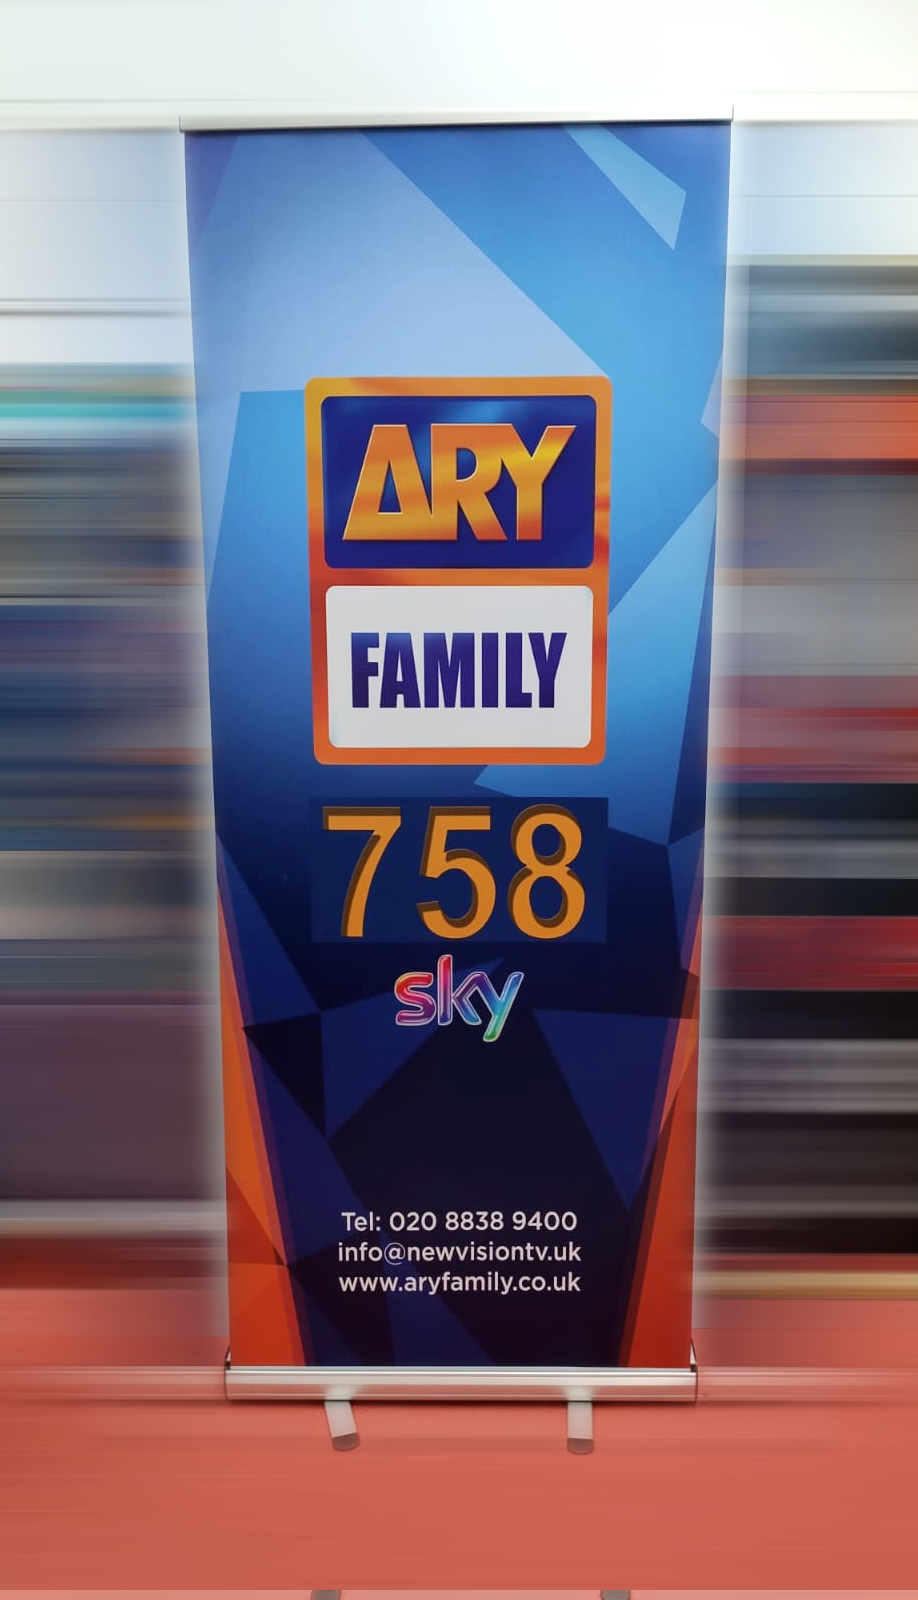 ARY
FAMILY
758
sky
Tel: 020 8838 9400
info@newvisiontv.uk
www.aryfamily.co.uk